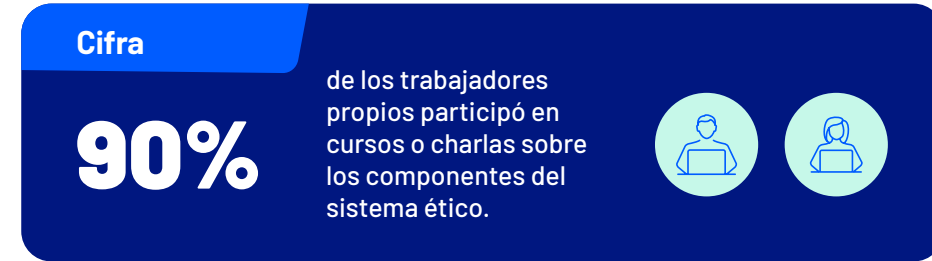 Cifra
90%
de los trabajadores
propios participó en
cursos o charlas sobre
los componentes del
sistema ético.